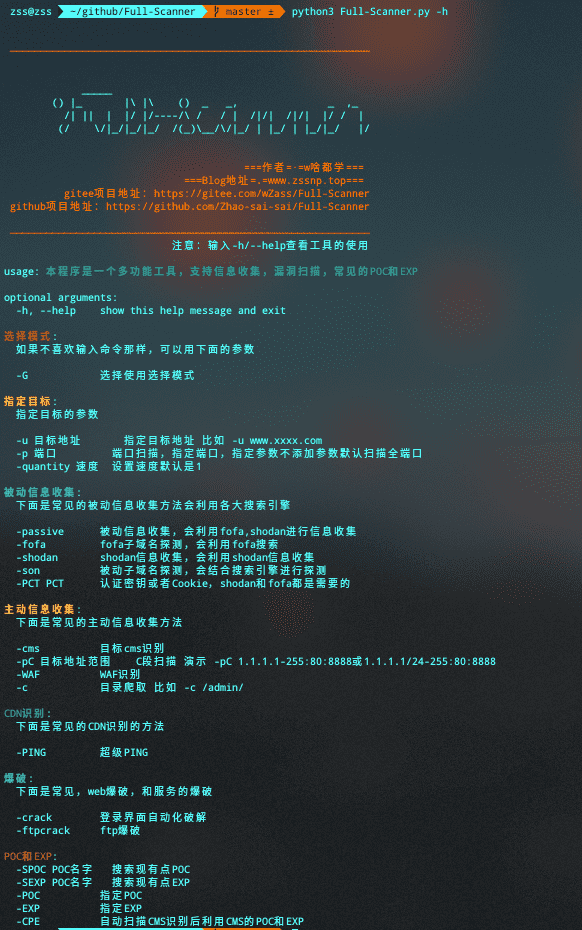 zss@zss ~/github/Full-Scanner master ± python3 Full-Scanner.py -h
===作者=-=w啥都学===
===Blog地址=.=www.zssnp.top===
gitee项目地址: https://gitee.com/wZass/Full-Scanner
github项目地址: https://github.com/Zhao-sai-sai/Full-Scanner
注意: 输入-h/--help查看工具的使用
usage: 本程序是一个多功能工具，支持信息收集，漏洞扫描，常见的POC和EXP
optional arguments:
-h, --help show this help message and exit
选择模式:
如果不喜欢输入命令那样，可以用下面的参数
-G 选择使用选择模式
指定目标:
指定目标的参数
-u 目标地址 指定目标地址 比如 -u www.xxxx.com
-p 端口 端口扫描，指定端口，指定参数不添加参数默认扫描全端口
-quantity 速度 设置速度默认是1
被动信息收集:
下面是常见的被动信息收集方法会利用各大搜索引擎
-passive 被动信息收集，会利用fofa,shodan进行信息收集
-fofa fofa子域名探测，会利用fofa搜索
-shodan shodan信息收集，会利用shodan信息收集
-son 被动子域名探测，会结合搜索引擎进行探测
-PCT PCT 认证密钥或者Cookie, shodan和fofa都是需要的
主动信息收集:
下面是常见的主动信息收集方法
-cms 目标cms识别
-pC 目标地址范围 C段扫描 演示 -pC 1.1.1.1-255:80:8888或1.1.1.1/24-255:80:8888
-WAF WAF识别
-c 目录爬取 比如 -c /admin/
CDN识别:
下面是常见的CDN识别的方法
-PING 超级PING
爆破:
下面是常见，web爆破，和服务的爆破
-crack 登录界面自动化破解
-ftpcrack ftp爆破
POC和EXP:
-SPOC POC名字 搜索现有点POC
-SEXP POC名字 搜索现有点EXP
-POC 指定POC
-EXP 指定EXP
-CPE 自动扫描CMS识别后利用CMS的POC和EXP